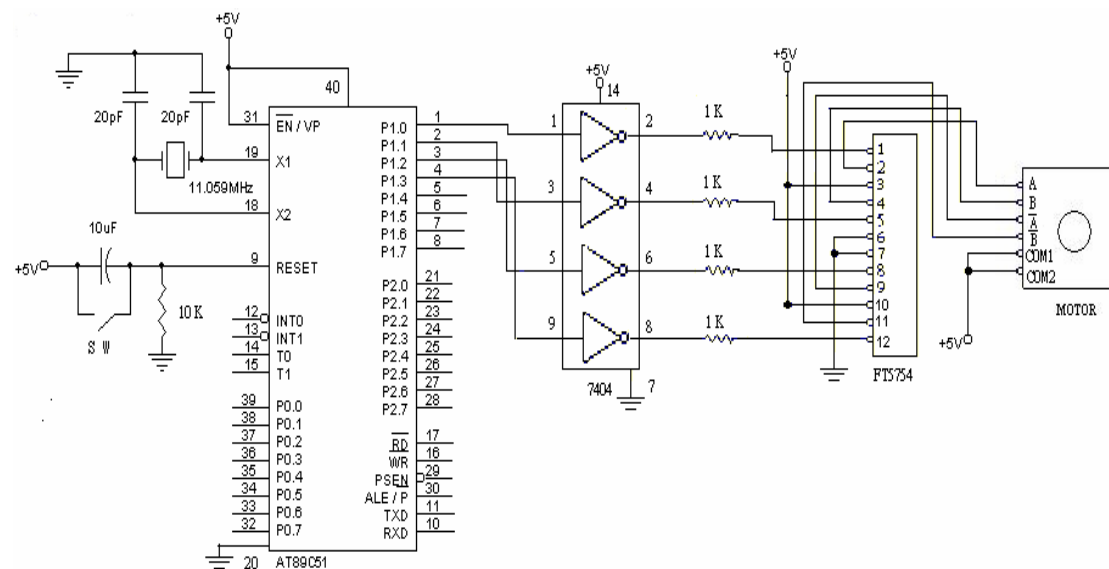 +5V
20pF 20pF
11.059MHz
10uF
+5V
S W
10K
40
31 EN / VP
19 X1
18 X2
9 RESET
12 INT0
13 INT1
14 T0
15 T1
39 P0.0
38 P0.1
37 P0.2
36 P0.3
35 P0.4
34 P0.5
33 P0.6
32 P0.7
20 AT89C51
P1.0 1
P1.1 2
P1.2 3
P1.3 4
P1.4 5
P1.5 6
P1.6 7
P1.7 8
P2.0 21
P2.1 22
P2.2 23
P2.3 24
P2.4 25
P2.5 26
P2.6 27
P2.7 28
RD 17
WR 16
PSEN 29
ALE / P 30
TXD 11
RXD 10
+5V
14
1 2
3 4
5 6
9 8
7404 7
1K
1K
1K
1K
+5V
1
2
3
4
5
6
7
8
9
10
11
12
FT5754
A
B
A
B
COM1
COM2
MOTOR
+5V